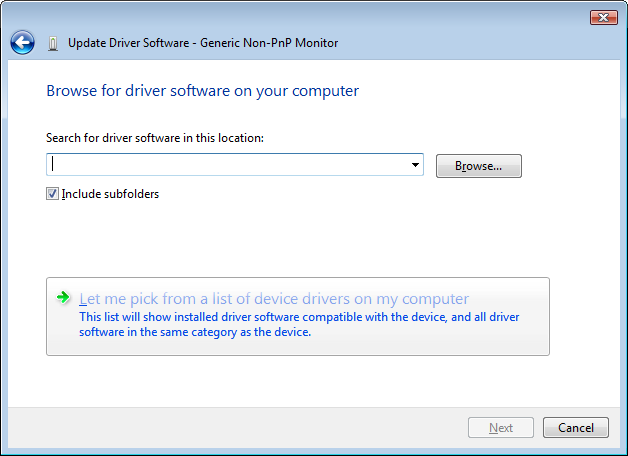 Update Driver Software - Generic Non-PnP Monitor
Browse for driver software on your computer
Search for driver software in this location:
Browse...
Include subfolders
Let me pick from a list of device drivers on my computer
This list will show installed driver software compatible with the device, and all driver
software in the same category as the device.
Next
Cancel